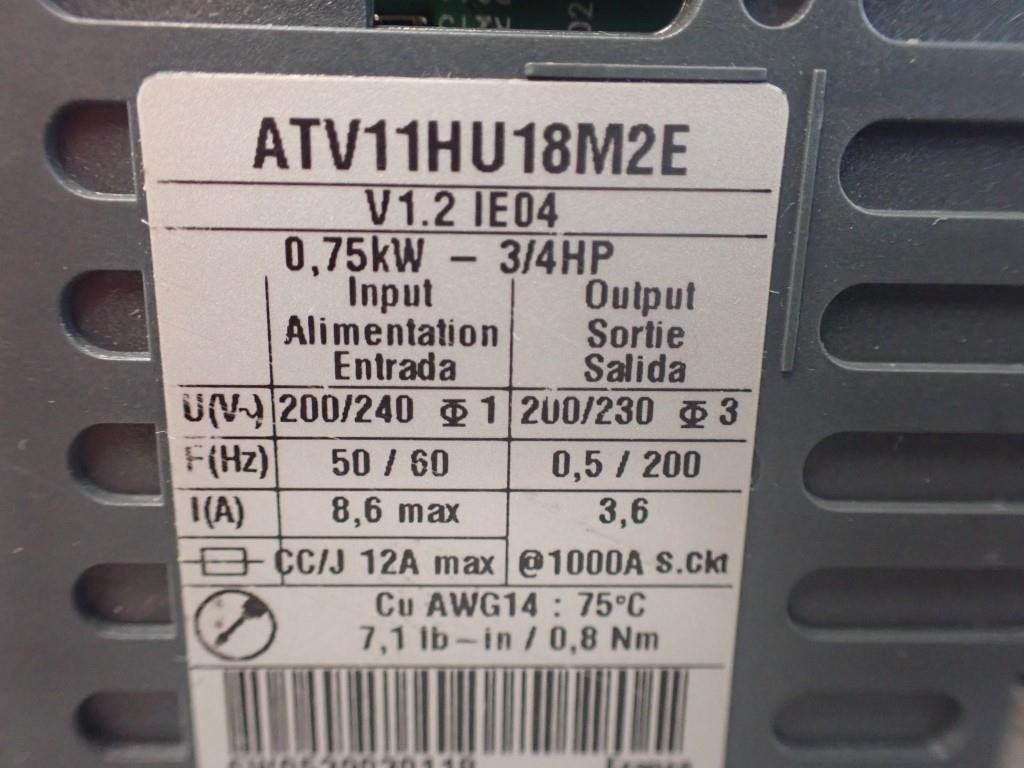 ATV11HU18M2E
V1.2 IE04
0,75kW – 3/4HP
Input Output
Alimentation Sortie
Entrada Salida
U(V~) 200/240 Φ 1 200/230 Φ 3
F(Hz) 50 / 60 0,5 / 200
I(A) 8,6 max 3,6
CC/J 12A max @1000A S.Ckt
Cu AWG14 : 75°C
7,1 lb–in / 0,8 Nm